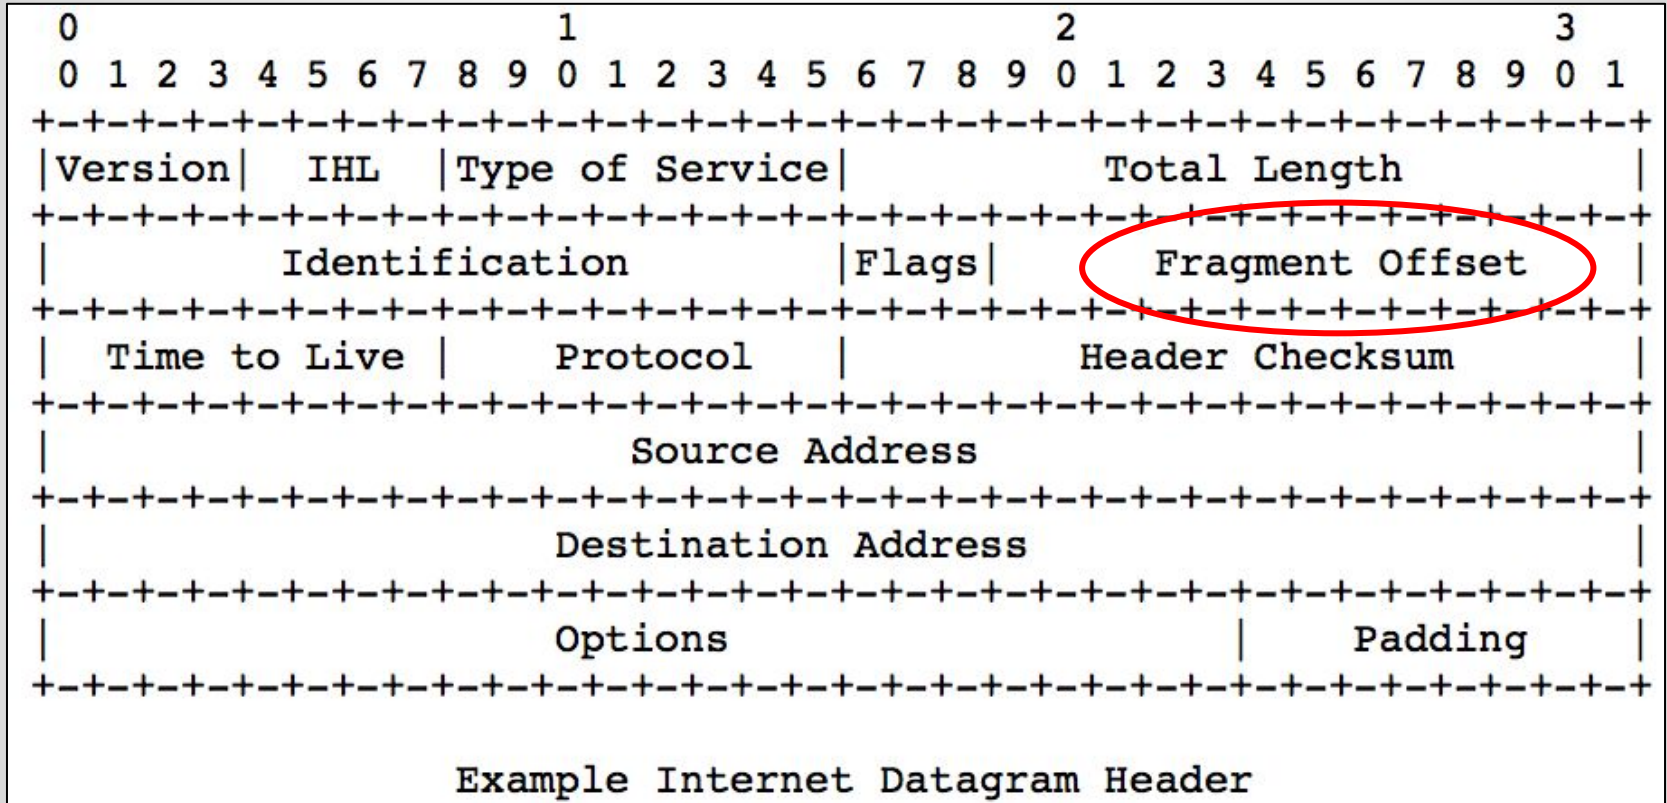 0                   1                   2                   3
 0 1 2 3 4 5 6 7 8 9 0 1 2 3 4 5 6 7 8 9 0 1 2 3 4 5 6 7 8 9 0 1
+-+-+-+-+-+-+-+-+-+-+-+-+-+-+-+-+-+-+-+-+-+-+-+-+-+-+-+-+-+-+-+-+
|Version|  IHL  |Type of Service|          Total Length         |
+-+-+-+-+-+-+-+-+-+-+-+-+-+-+-+-+-+-+-+-+-+-+-+-+-+-+-+-+-+-+-+-+
|         Identification        |Flags|      Fragment Offset    |
+-+-+-+-+-+-+-+-+-+-+-+-+-+-+-+-+-+-+-+-+-+-+-+-+-+-+-+-+-+-+-+-+
|  Time to Live |    Protocol   |         Header Checksum       |
+-+-+-+-+-+-+-+-+-+-+-+-+-+-+-+-+-+-+-+-+-+-+-+-+-+-+-+-+-+-+-+-+
|                       Source Address                          |
+-+-+-+-+-+-+-+-+-+-+-+-+-+-+-+-+-+-+-+-+-+-+-+-+-+-+-+-+-+-+-+-+
|                    Destination Address                        |
+-+-+-+-+-+-+-+-+-+-+-+-+-+-+-+-+-+-+-+-+-+-+-+-+-+-+-+-+-+-+-+-+
|                    Options                    |    Padding    |
+-+-+-+-+-+-+-+-+-+-+-+-+-+-+-+-+-+-+-+-+-+-+-+-+-+-+-+-+-+-+-+-+
Example Internet Datagram Header